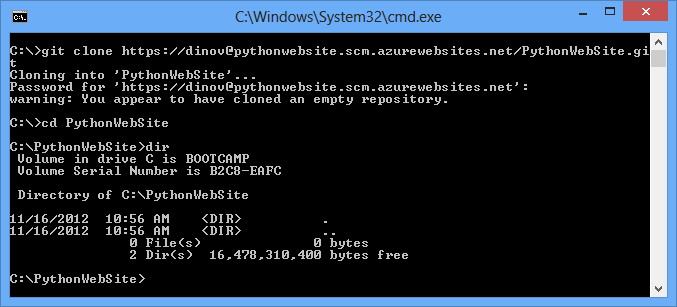 C:\Windows\System32\cmd.exe
C:\>git clone https://dinov@pythonwebsite.scm.azurewebsites.net/PythonWebSite.gi
t
Cloning into 'PythonWebSite'...
Password for 'https://dinov@pythonwebsite.scm.azurewebsites.net':
warning: You appear to have cloned an empty repository.
C:\>cd PythonWebSite
C:\PythonWebSite>dir
Volume in drive C is BOOTCAMP
Volume Serial Number is B2C8-EAFC
Directory of C:\PythonWebSite
11/16/2012  10:56 AM    <DIR>          .
11/16/2012  10:56 AM    <DIR>          ..
0 File(s)              0 bytes
2 Dir(s)  16,478,310,400 bytes free
C:\PythonWebSite>